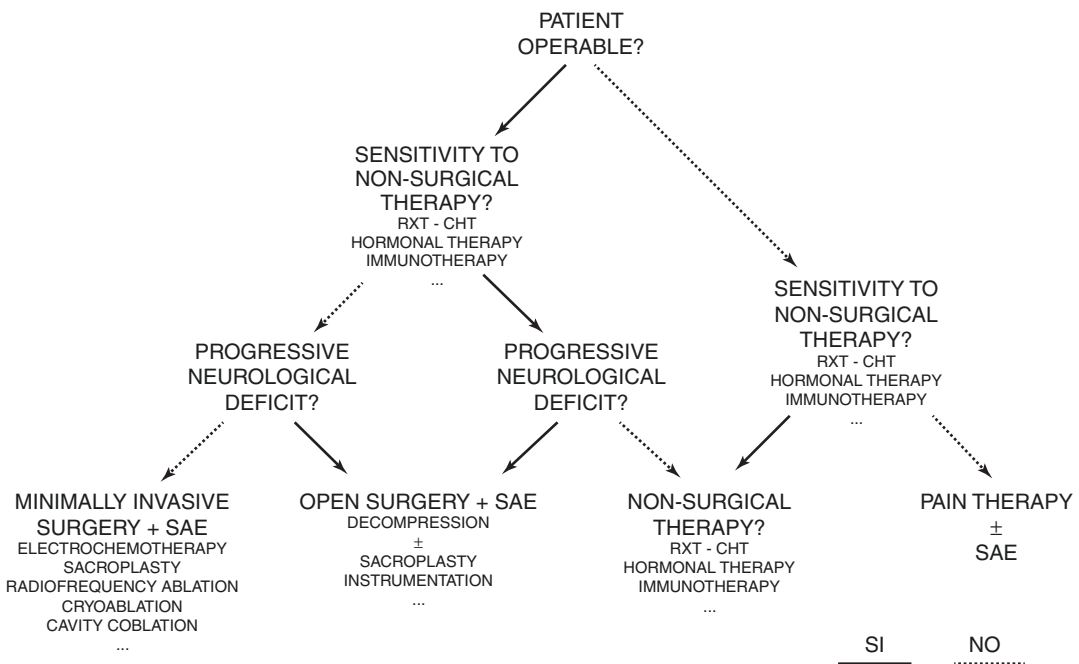 PATIENT
OPERABLE?
SENSITIVITY TO
NON-SURGICAL
THERAPY?
RXT - CHT
HORMONAL THERAPY
IMMUNOTHERAPY
...
SENSITIVITY TO
NON-SURGICAL
THERAPY?
RXT - CHT
HORMONAL THERAPY
IMMUNOTHERAPY
...
PROGRESSIVE
NEUROLOGICAL
DEFICIT?
PROGRESSIVE
NEUROLOGICAL
DEFICIT?
MINIMALLY INVASIVE
SURGERY + SAE
ELECTROCHEMOTHERAPY
SACROPLASTY
RADIOFREQUENCY ABLATION
CRYOABLATION
CAVITY COBLATION
...
OPEN SURGERY + SAE
DECOMPRESSION
±
SACROPLASTY
INSTRUMENTATION
...
NON-SURGICAL
THERAPY?
RXT - CHT
HORMONAL THERAPY
IMMUNOTHERAPY
...
PAIN THERAPY
±
SAE
SI NO